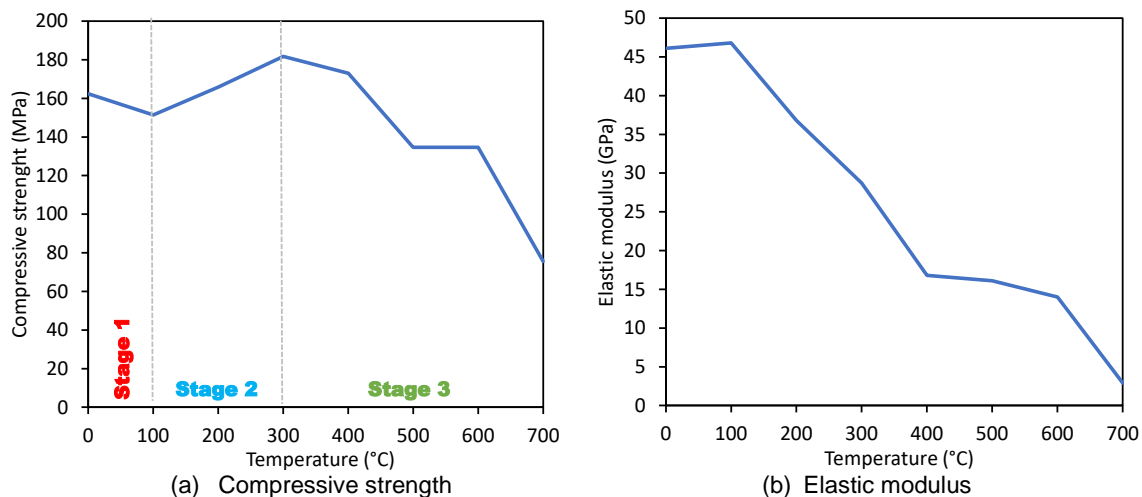 Compressive strenght (MPa)
200
180
160
140
120
100
80
60
40
20
0
Stage 1
Stage 2
Stage 3
0 100 200 300 400 500 600 700
Temperature (°C)
(a) Compressive strength
Elastic modulus (GPa)
50
45
40
35
30
25
20
15
10
5
0
0 100 200 300 400 500 600 700
Temperature (°C)
(b) Elastic modulus